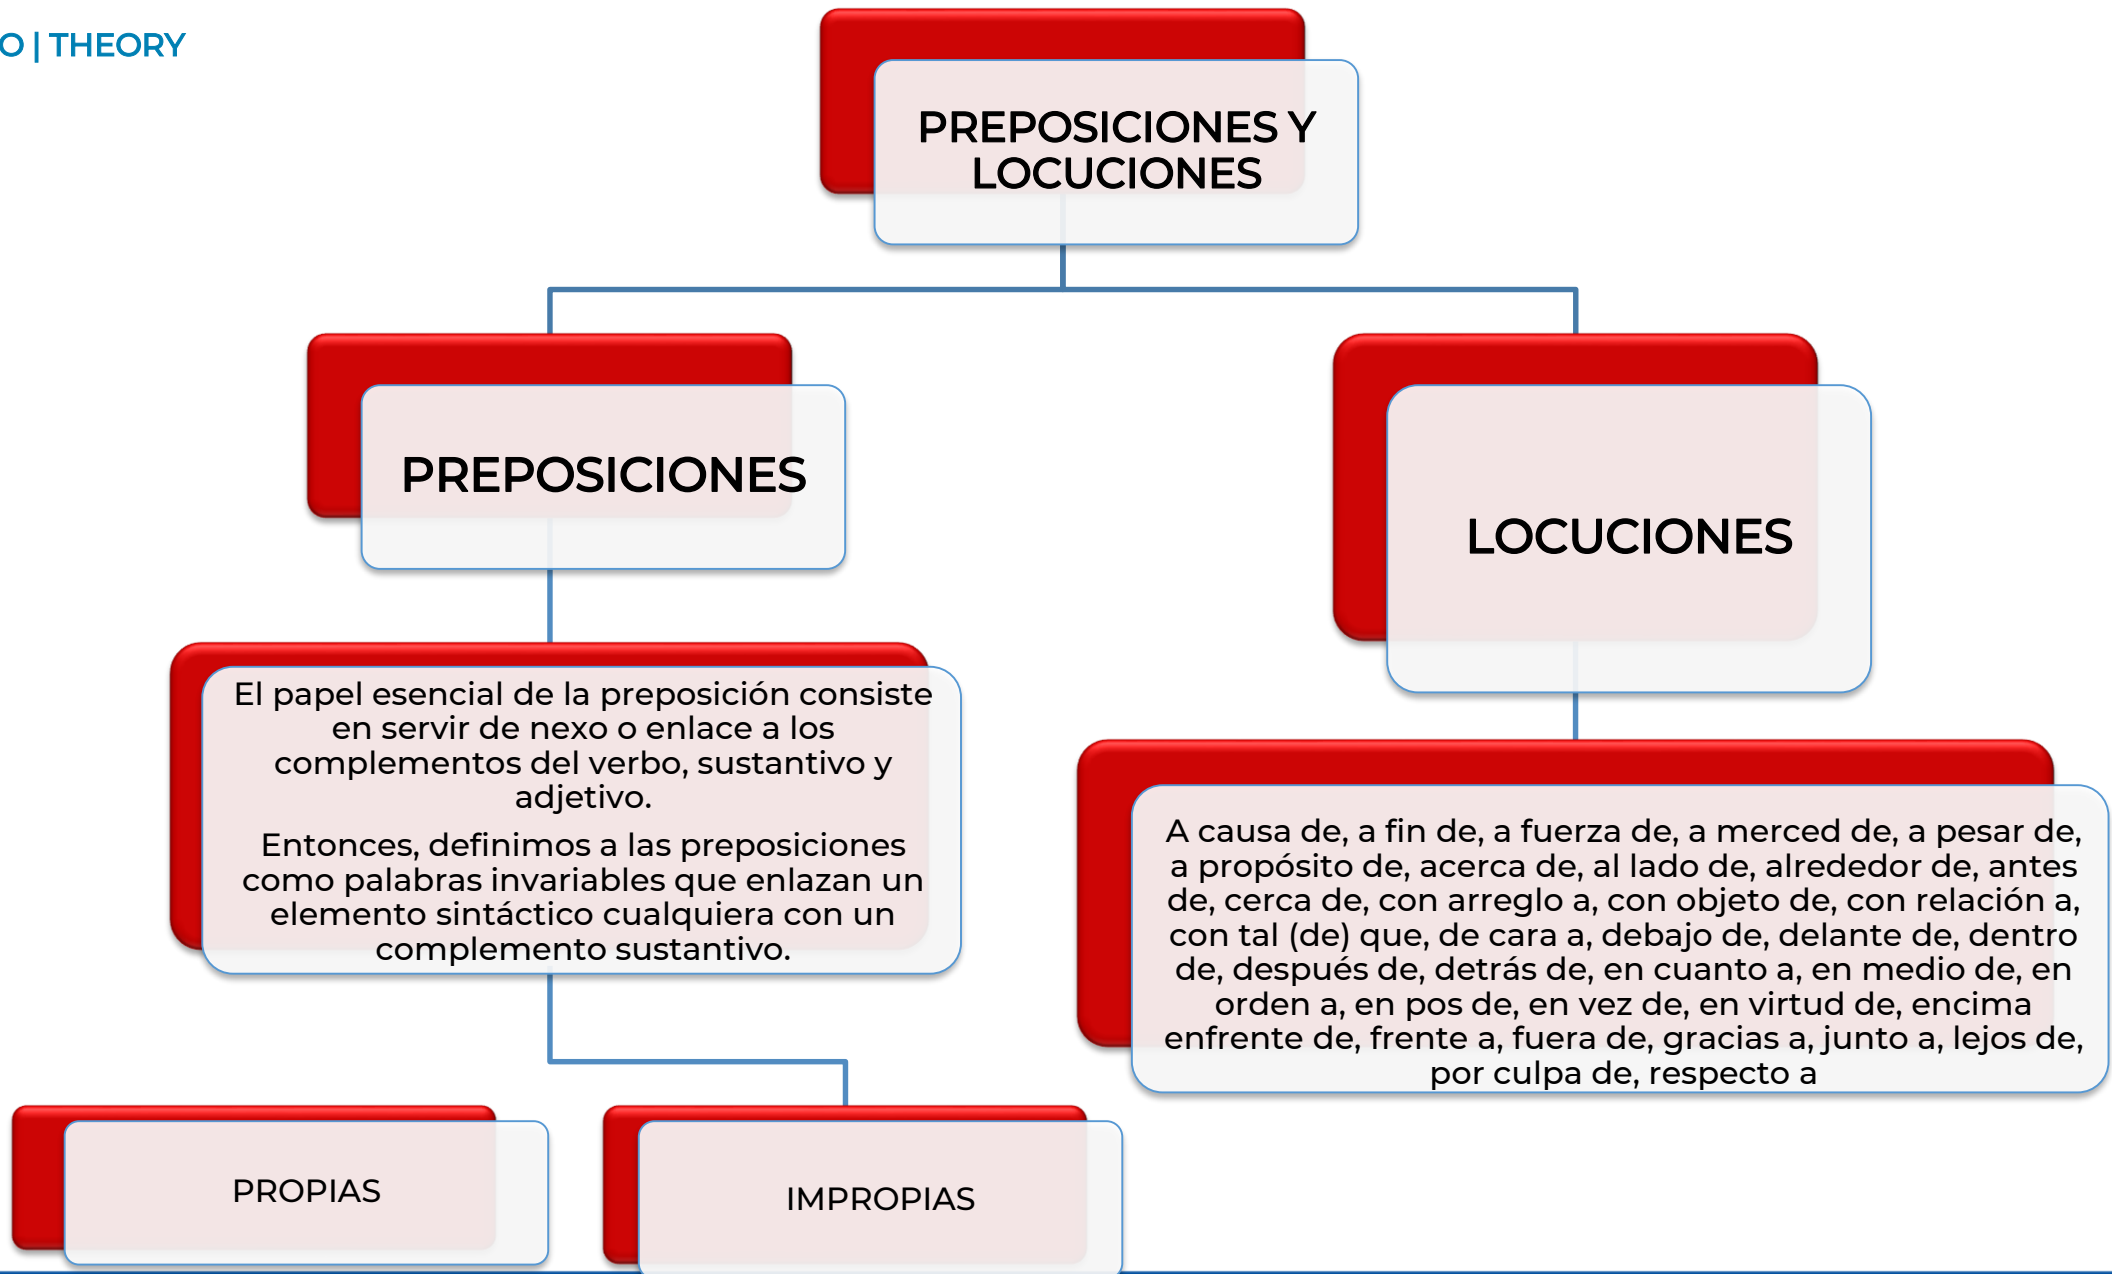 O | THEORY
PREPOSICIONES Y
LOCUCIONES
PREPOSICIONES
LOCUCIONES
El papel esencial de la preposición consiste
en servir de nexo o enlace a los
complementos del verbo, sustantivo y
adjetivo.
Entonces, definimos a las preposiciones
como palabras invariables que enlazan un
elemento sintáctico cualquiera con un
complemento sustantivo.
A causa de, a fin de, a fuerza de, a merced de, a pesar de,
a propósito de, acerca de, al lado de, alrededor de, antes
de, cerca de, con arreglo a, con objeto de, con relación a,
con tal (de) que, de cara a, debajo de, delante de, dentro
de, después de, detrás de, en cuanto a, en medio de, en
orden a, en pos de, en vez de, en virtud de, encima
enfrente de, frente a, fuera de, gracias a, junto a, lejos de,
por culpa de, respecto a
PROPIAS
IMPROPIAS